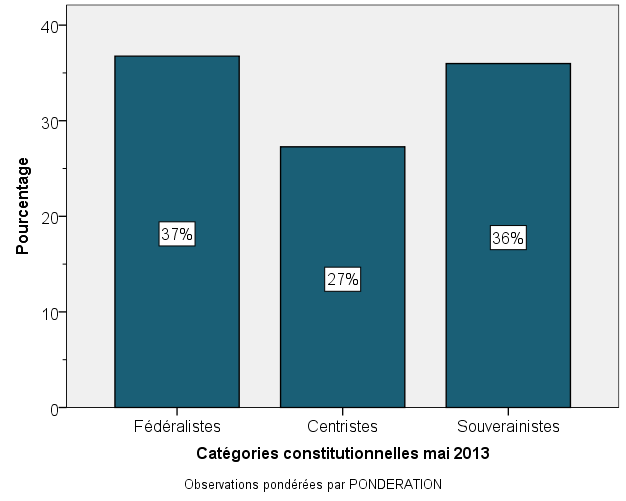 Pourcentage
40
30
20
10
0
37%
27%
36%
Fédéralistes
Centristes
Souverainistes
Catégories constitutionnelles mai 2013
Observations pondérées par PONDERATION